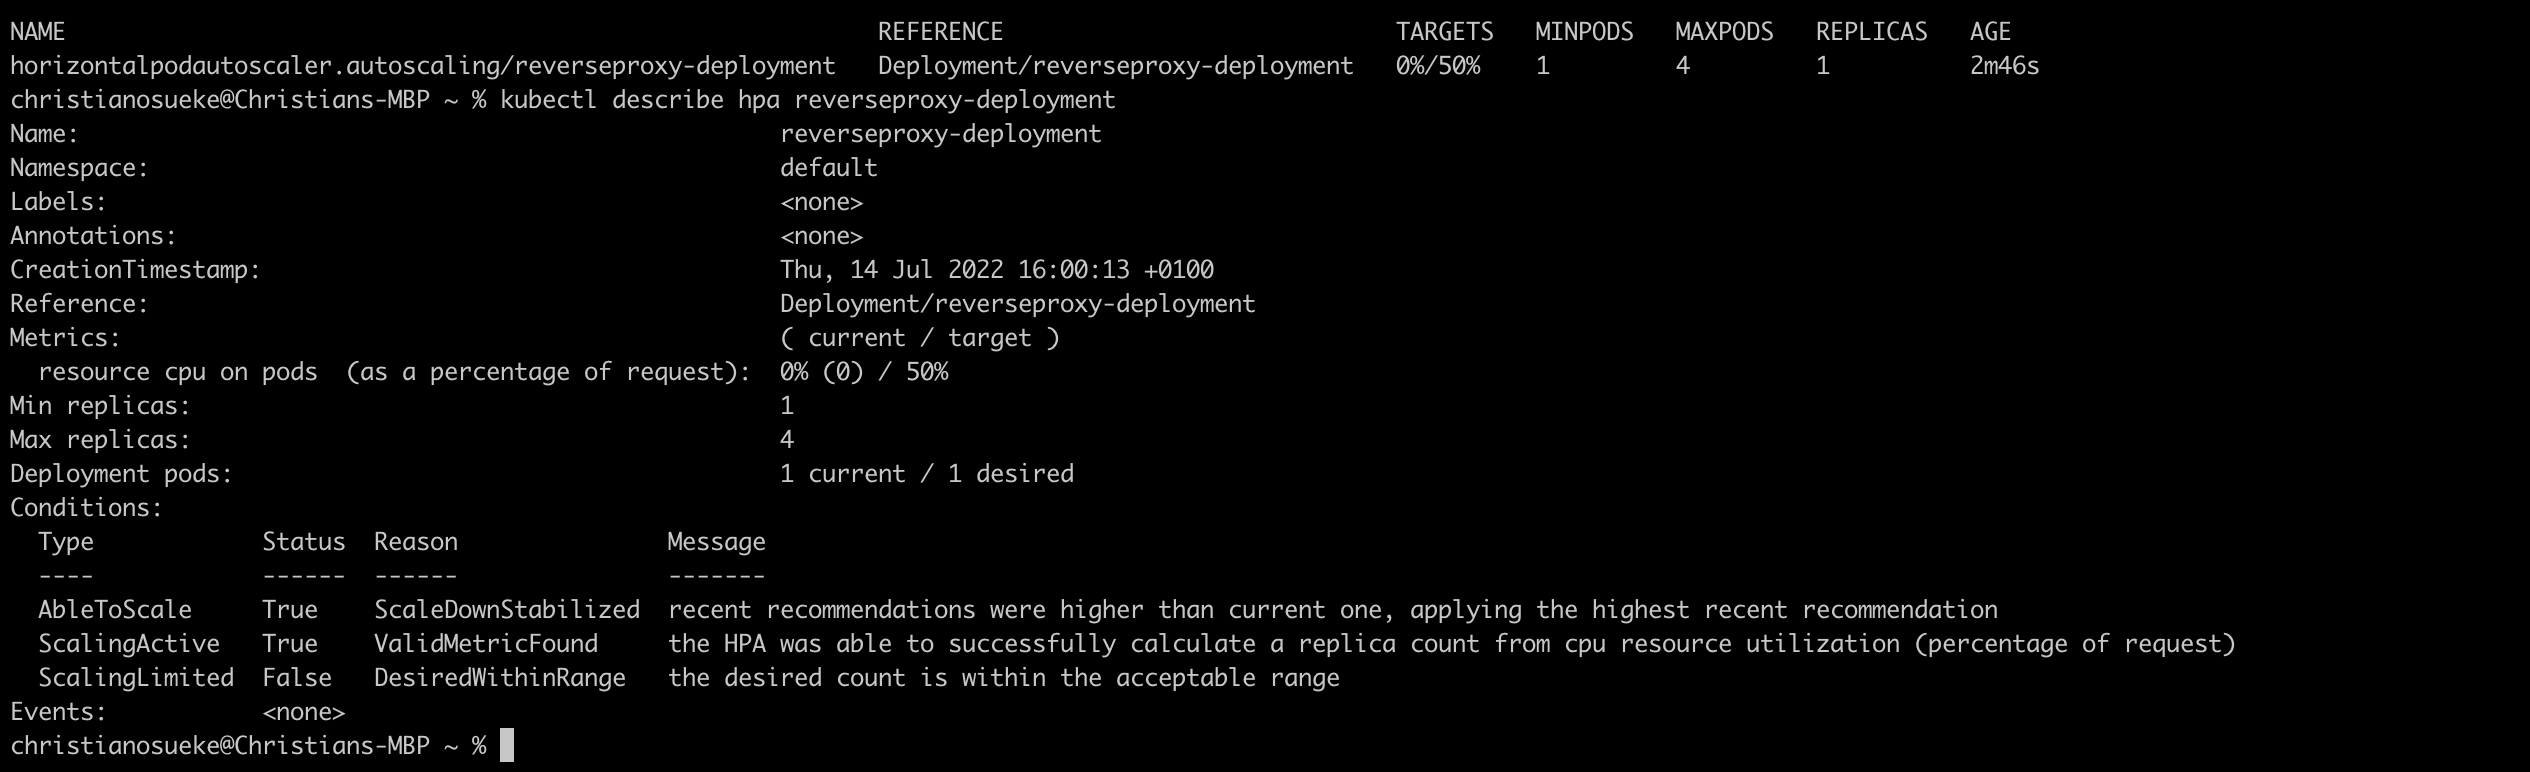 NAME REFERENCE TARGETS MINPODS MAXPODS REPLICAS AGE
horizontalpodautoscaler.autoscaling/reverseproxy-deployment Deployment/reverseproxy-deployment 0%/50% 1 4 1 2m46s
christianosueke@Christians-MBP ~ % kubectl describe hpa reverseproxy-deployment
Name: reverseproxy-deployment
Namespace: default
Labels: <none>
Annotations: <none>
CreationTimestamp: Thu, 14 Jul 2022 16:00:13 +0100
Reference: Deployment/reverseproxy-deployment
Metrics: ( current / target )
  resource cpu on pods  (as a percentage of request): 0% (0) / 50%
Min replicas: 1
Max replicas: 4
Deployment pods: 1 current / 1 desired
Conditions:
  Type Status Reason Message
  ---- ------ ------ -------
  AbleToScale True ScaleDownStabilized recent recommendations were higher than current one, applying the highest recent recommendation
  ScalingActive True ValidMetricFound the HPA was able to successfully calculate a replica count from cpu resource utilization (percentage of request)
  ScalingLimited False DesiredWithinRange the desired count is within the acceptable range
Events: <none>
christianosueke@Christians-MBP ~ %